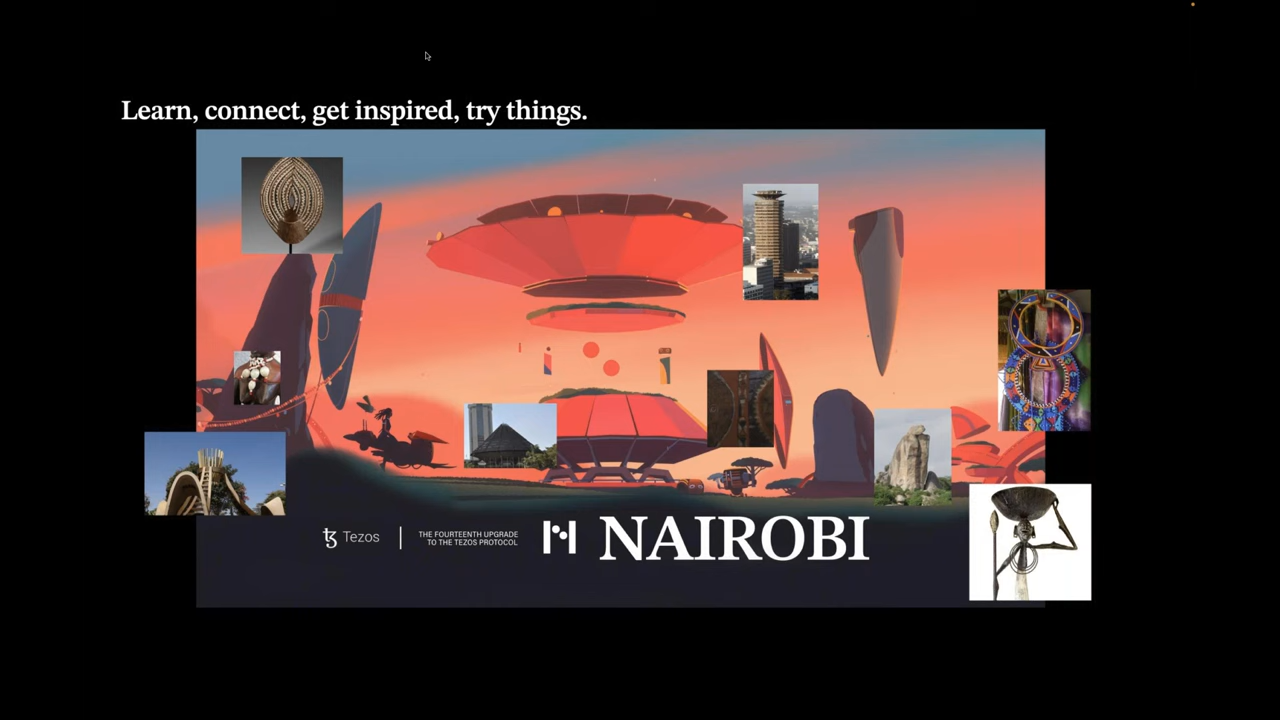 Learn, connect, get inspired, try things.
Tezos
THE FOURTEENTH UPGRADE
TO THE TEZOS PROTOCOL
NAIROBI